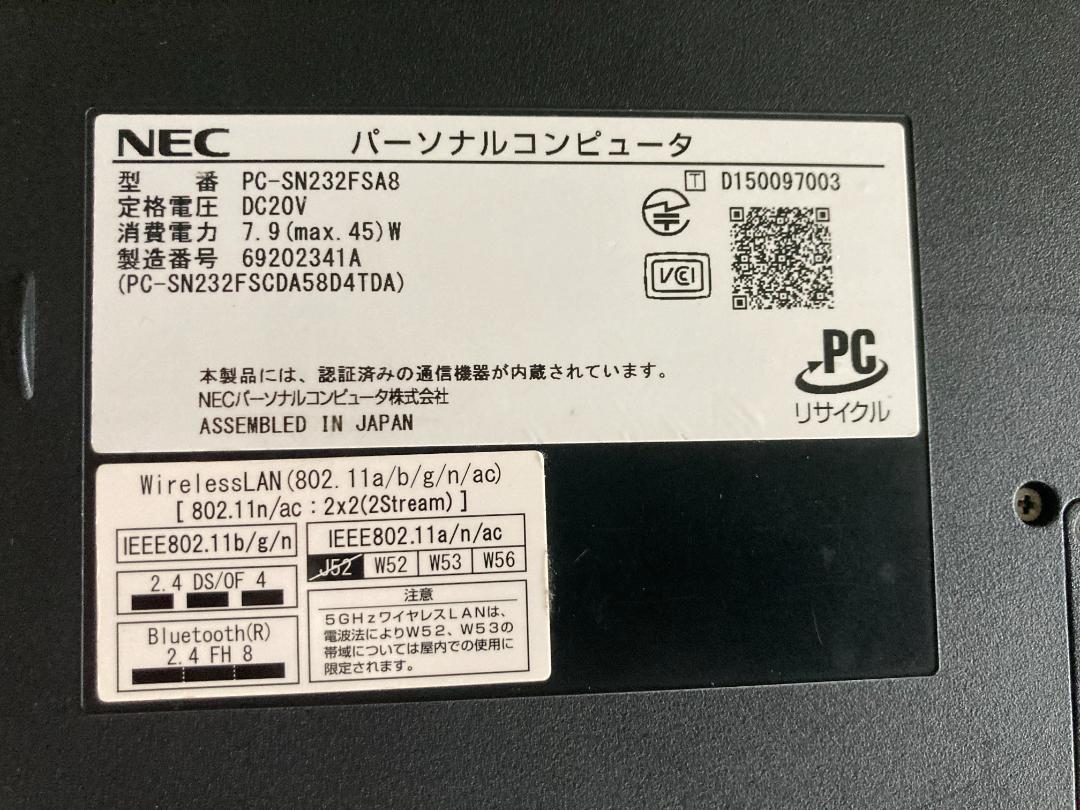 NEC パーソナルコンピュータ
型番 PC-SN232FSA8
T D150097003
定格電圧 DC20V
消費電力 7.9(max.45)W
製造番号 69202341A
(PC-SN232FSCDA58D4TDA)
VCI
PC
リサイクル
本製品には、認証済みの通信機器が内蔵されています。
NECパーソナルコンピュータ株式会社
ASSEMBLED IN JAPAN
WirelessLAN(802.11a/b/g/n/ac)
[ 802.11n/ac : 2x2(2Stream) ]
IEEE802.11b/g/n
2.4 DS/OF 4
Bluetooth(R)
2.4 FH 8
IEEE802.11a/n/ac
J52 W52 W53 W56
注意
5GHzワイヤレスLANは、
電波法によりW52、W53の
帯域については屋内での使用に
限定されます。